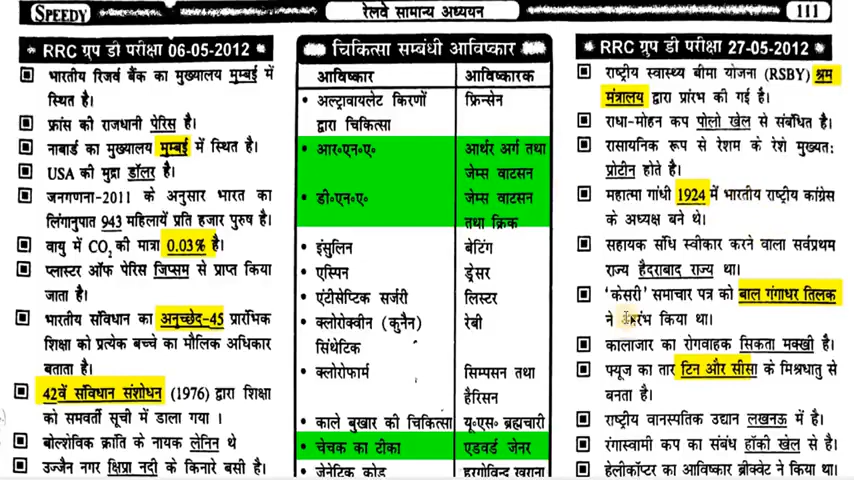 SPEEDY
रेलवे सामान्य अध्ययन
111
RRC ग्रुप डी परीक्षा 06-05-2012
भारतीय रिजर्व बैंक का मुख्यालय मुम्बई में
स्थित है।
फ्रांस की राजधानी पेरिस है।
नाबार्ड का मुख्यालय मुम्बई में स्थित है।
USA की मुद्रा डॉलर है।
जनगणना-2011 के अनुसार भारत का
लिंगानुपात 943 महिलायें प्रति हजार पुरुष है।
वायु में CO₂ की मात्रा 0.03% है।
प्लास्टर ऑफ पेरिस जिप्सम से प्राप्त किया
जाता है।
भारतीय संविधान का अनुच्छेद-45 प्रारंभिक
शिक्षा को प्रत्येक बच्चे का मौलिक अधिकार
बताता है।
42वें संविधान संशोधन (1976) द्वारा शिक्षा
को समवर्ती सूची में डाला गया ।
बोल्शेविक क्रांति के नायक लेनिन थे
उज्जैन नगर क्षिप्रा नदी के किनारे बसी है।
चिकित्सा सम्बंधी आविष्कार
आविष्कार आविष्कारक
• अल्ट्रावायलेट किरणों फ्रिन्सेन
द्वारा चिकित्सा
• आर०एन०ए० आर्थर अर्ग तथा
जेम्स वाटसन
• डी०एन०ए० जेम्स वाटसन
तथा क्रिक
• इंसुलिन बेटिंग
• एस्पिन ड्रेसर
• एंटीसेप्टिक सर्जरी लिस्टर
• क्लोरोक्वीन (कुनैन) रेबी
सिंथेटिक
• क्लोरोफार्म सिम्पसन तथा
हैरिसन
• काले बुखार की चिकित्सा यू०एस० ब्रह्मचारी
• चेचक का टीका एडवर्ड जेनर
• जेनेटिक कोड हरगोविन्द खुराना
RRC ग्रुप डी परीक्षा 27-05-2012
राष्ट्रीय स्वास्थ्य बीमा योजना (RSBY) श्रम
मंत्रालय द्वारा प्रारंभ की गई है।
राधा-मोहन कप पोलो खेल से संबंधित है।
रासायनिक रूप से रेशम के रेशे मुख्यतः
प्रोटीन होते है।
महात्मा गांधी 1924 में भारतीय राष्ट्रीय कांग्रेस
के अध्यक्ष बने थे।
सहायक संधि स्वीकार करने वाला सर्वप्रथम
राज्य हैदराबाद राज्य था।
'केसरी' समाचार पत्र को बाल गंगाधर तिलक
ने किया था।
कालाजार का रोगवाहक सिकता मक्खी है।
फ्यूज का तार टिन और सीसा के मिश्रधातु से
बनता है।
राष्ट्रीय वानस्पतिक उद्यान लखनऊ में है।
रंगास्वामी कप का संबंध हॉकी खेल से है।
हेलीकॉप्टर का आविष्कार ब्रीक्वेट ने किया था।